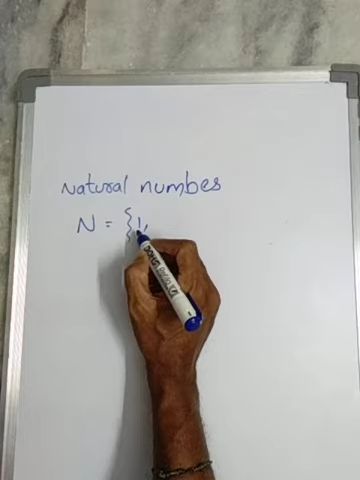 Natural numbes
N = {1,